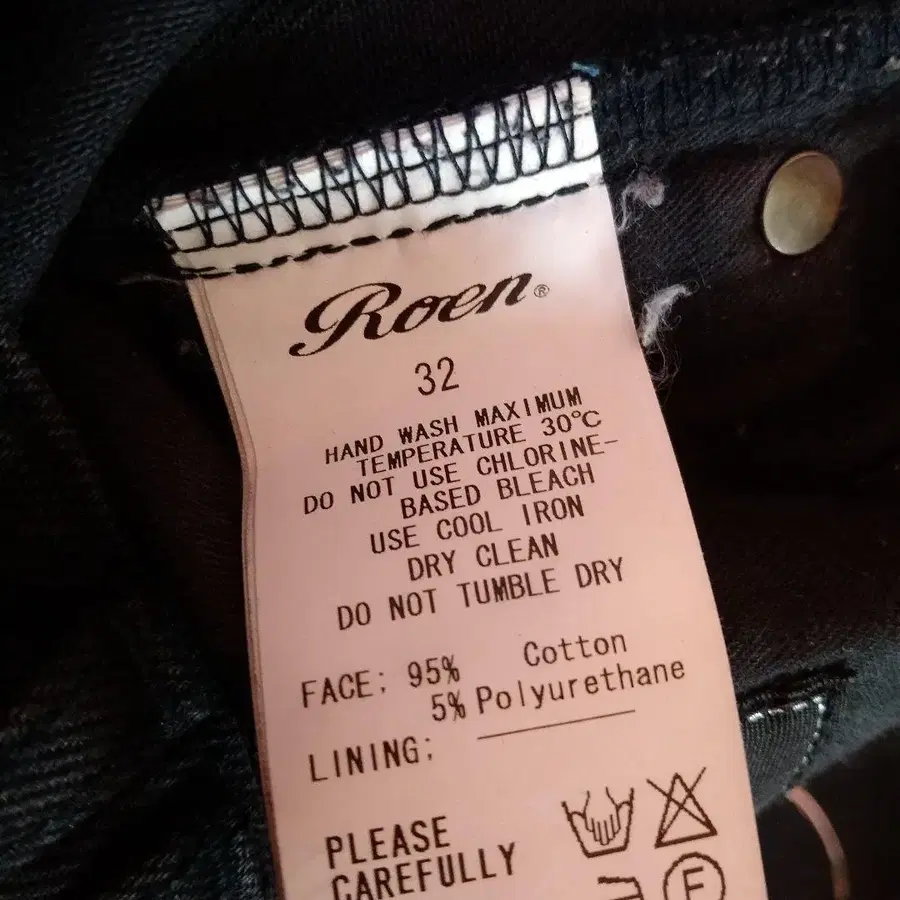 Roen®
32
HAND WASH MAXIMUM
TEMPERATURE 30℃
DO NOT USE CHLORINE-
BASED BLEACH
USE COOL IRON
DRY CLEAN
DO NOT TUMBLE DRY
FACE: 95% Cotton
5% Polyurethane
LINING:
PLEASE
CAREFULLY
F